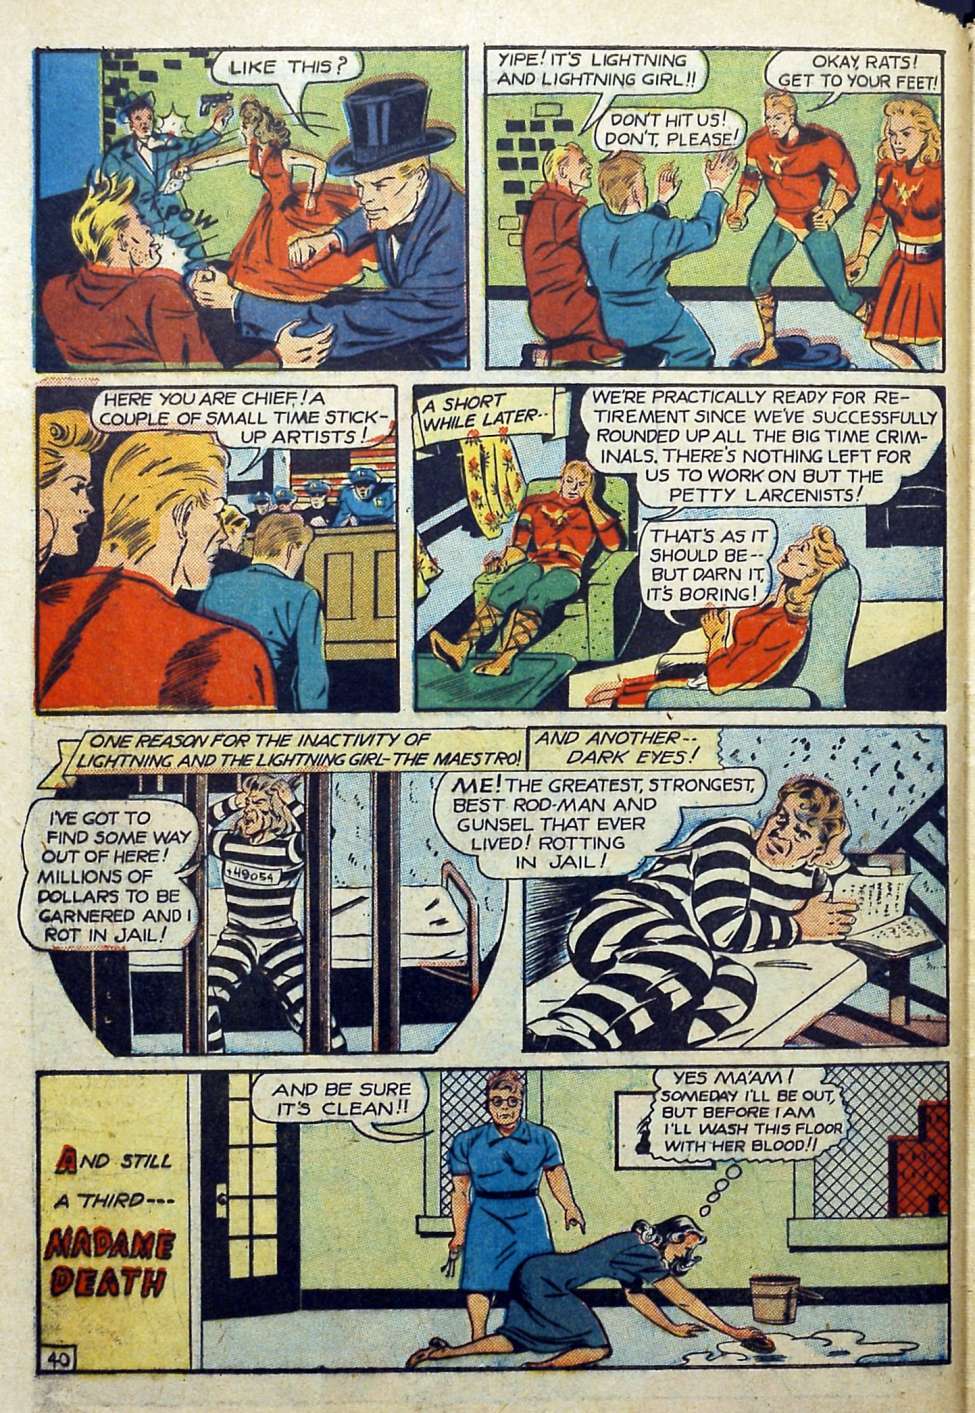 LIKE THIS?
POW
YIPE! IT'S LIGHTNING
AND LIGHTNING GIRL!!
DON'T HIT US!
DON'T, PLEASE!
OKAY, RATS!
GET TO YOUR FEET!
HERE YOU ARE CHIEF! A
COUPLE OF SMALL TIME STICK-
UP ARTISTS!
A SHORT
WHILE LATER--
WE'RE PRACTICALLY READY FOR RE-
TIREMENT SINCE WE'VE SUCCESSFULLY
ROUNDED UP ALL THE BIG TIME CRIM-
INALS. THERE'S NOTHING LEFT FOR
US TO WORK ON BUT THE
PETTY LARCENISTS!
THAT'S AS IT
SHOULD BE--
BUT DARN IT,
IT'S BORING!
ONE REASON FOR THE INACTIVITY OF
LIGHTNING AND THE LIGHTNING GIRL-THE MAESTRO!
I'VE GOT TO
FIND SOME WAY
OUT OF HERE!
MILLIONS OF
DOLLARS TO BE
GARNERED AND I
ROT IN JAIL!
49054
AND ANOTHER--
DARK EYES!
ME! THE GREATEST, STRONGEST,
BEST ROD-MAN AND
GUNSEL THAT EVER
LIVED! ROTTING
IN JAIL!
AND STILL
A THIRD---
MADAME
DEATH
AND BE SURE
IT'S CLEAN!!
YES MA'AM!
SOMEDAY I'LL BE OUT,
BUT BEFORE I AM
I'LL WASH THIS FLOOR
WITH HER BLOOD!!
40